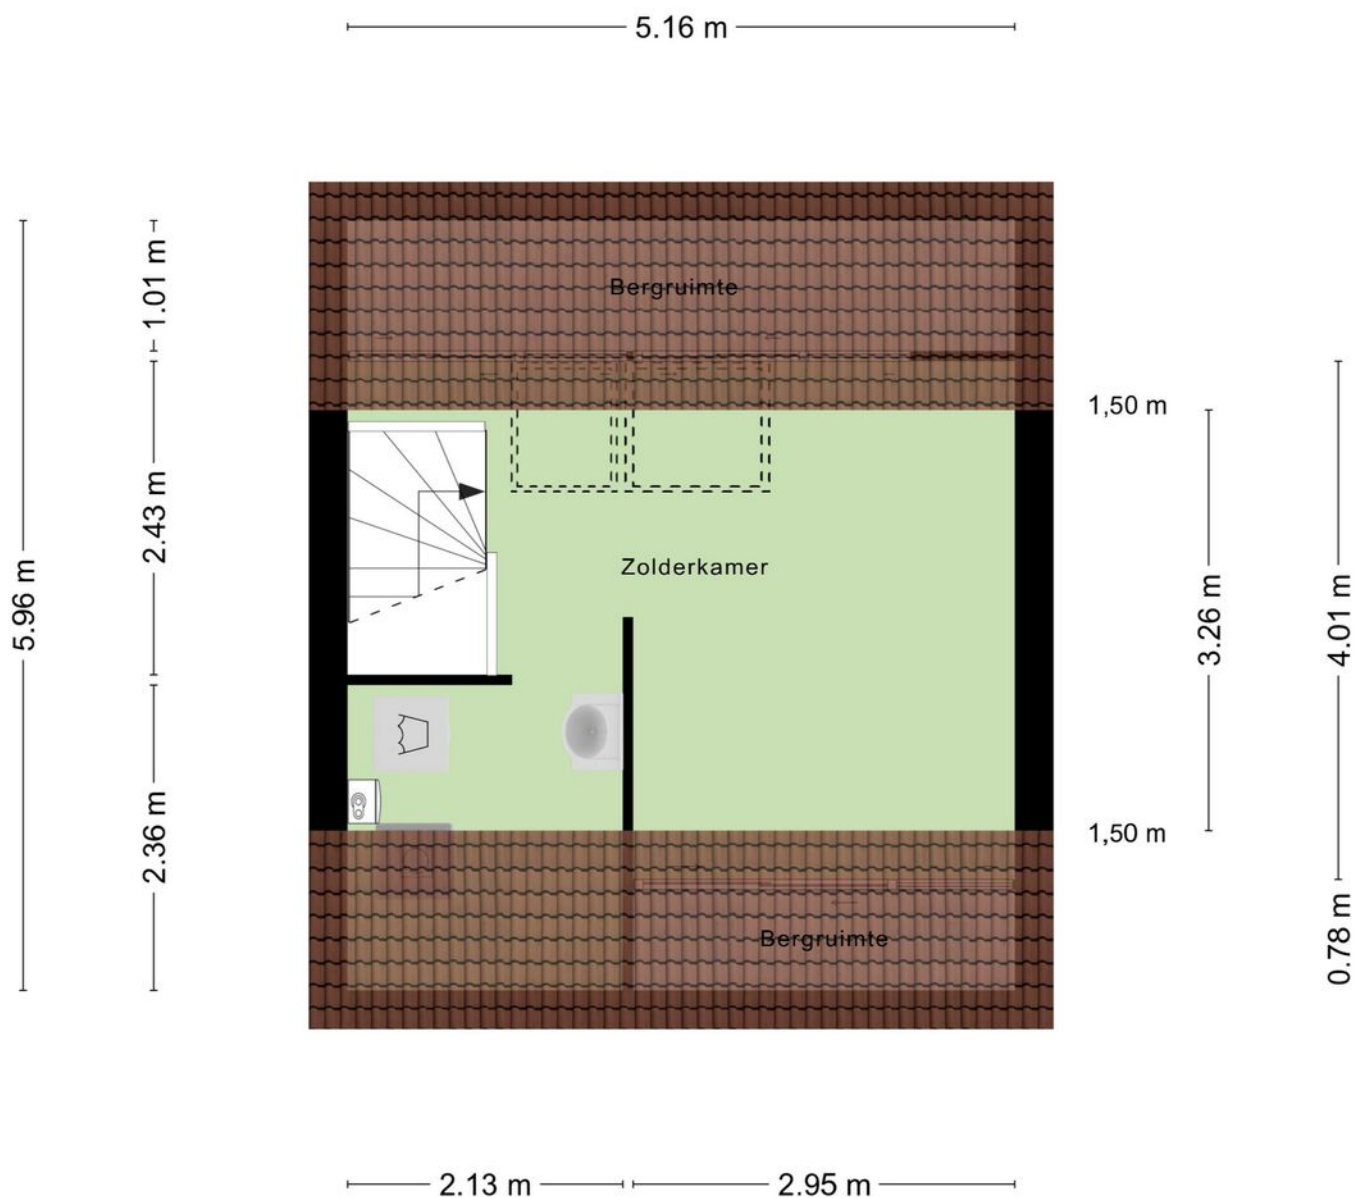 5.16 m
1.01 m
Bergruimte
1,50 m
2.43 m
Zolderkamer
5.96 m
3.26 m
4.01 m
2.36 m
1,50 m
Bergruimte
0.78 m
2.13 m
2.95 m